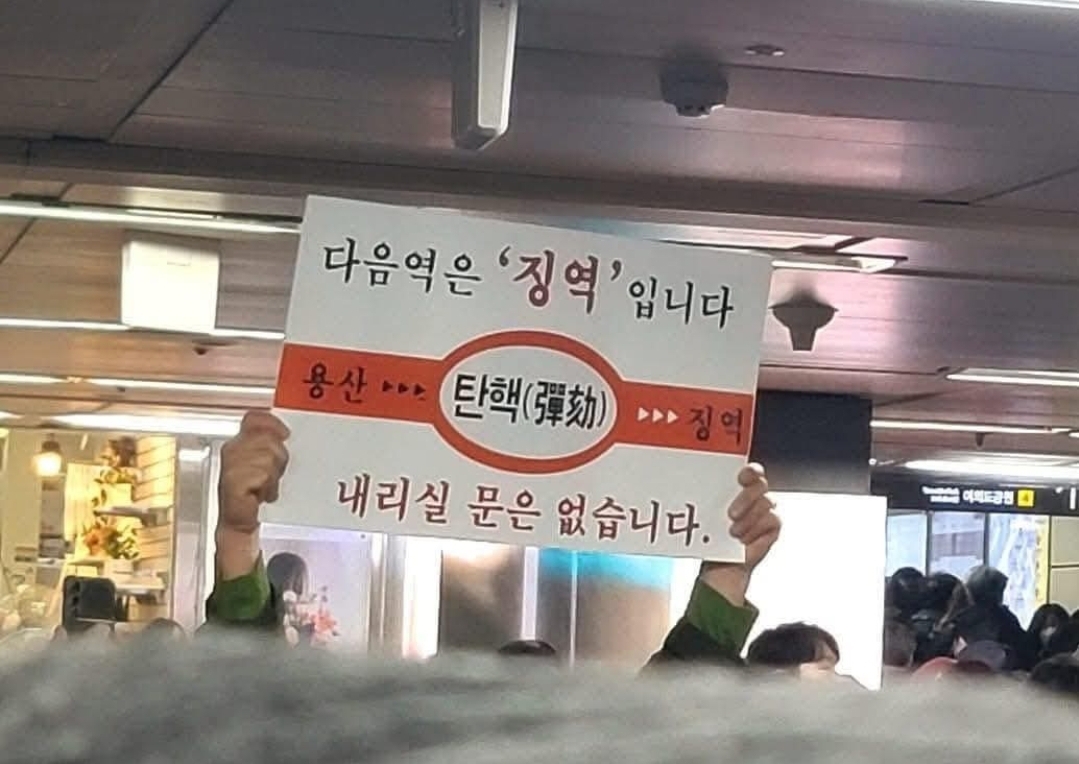 다음역은 ‘징역’입니다
용산 ▸▸▸ 탄핵(彈劾) ▸▸▸ 징역
내리실 문은 없습니다.
여의도공원 4